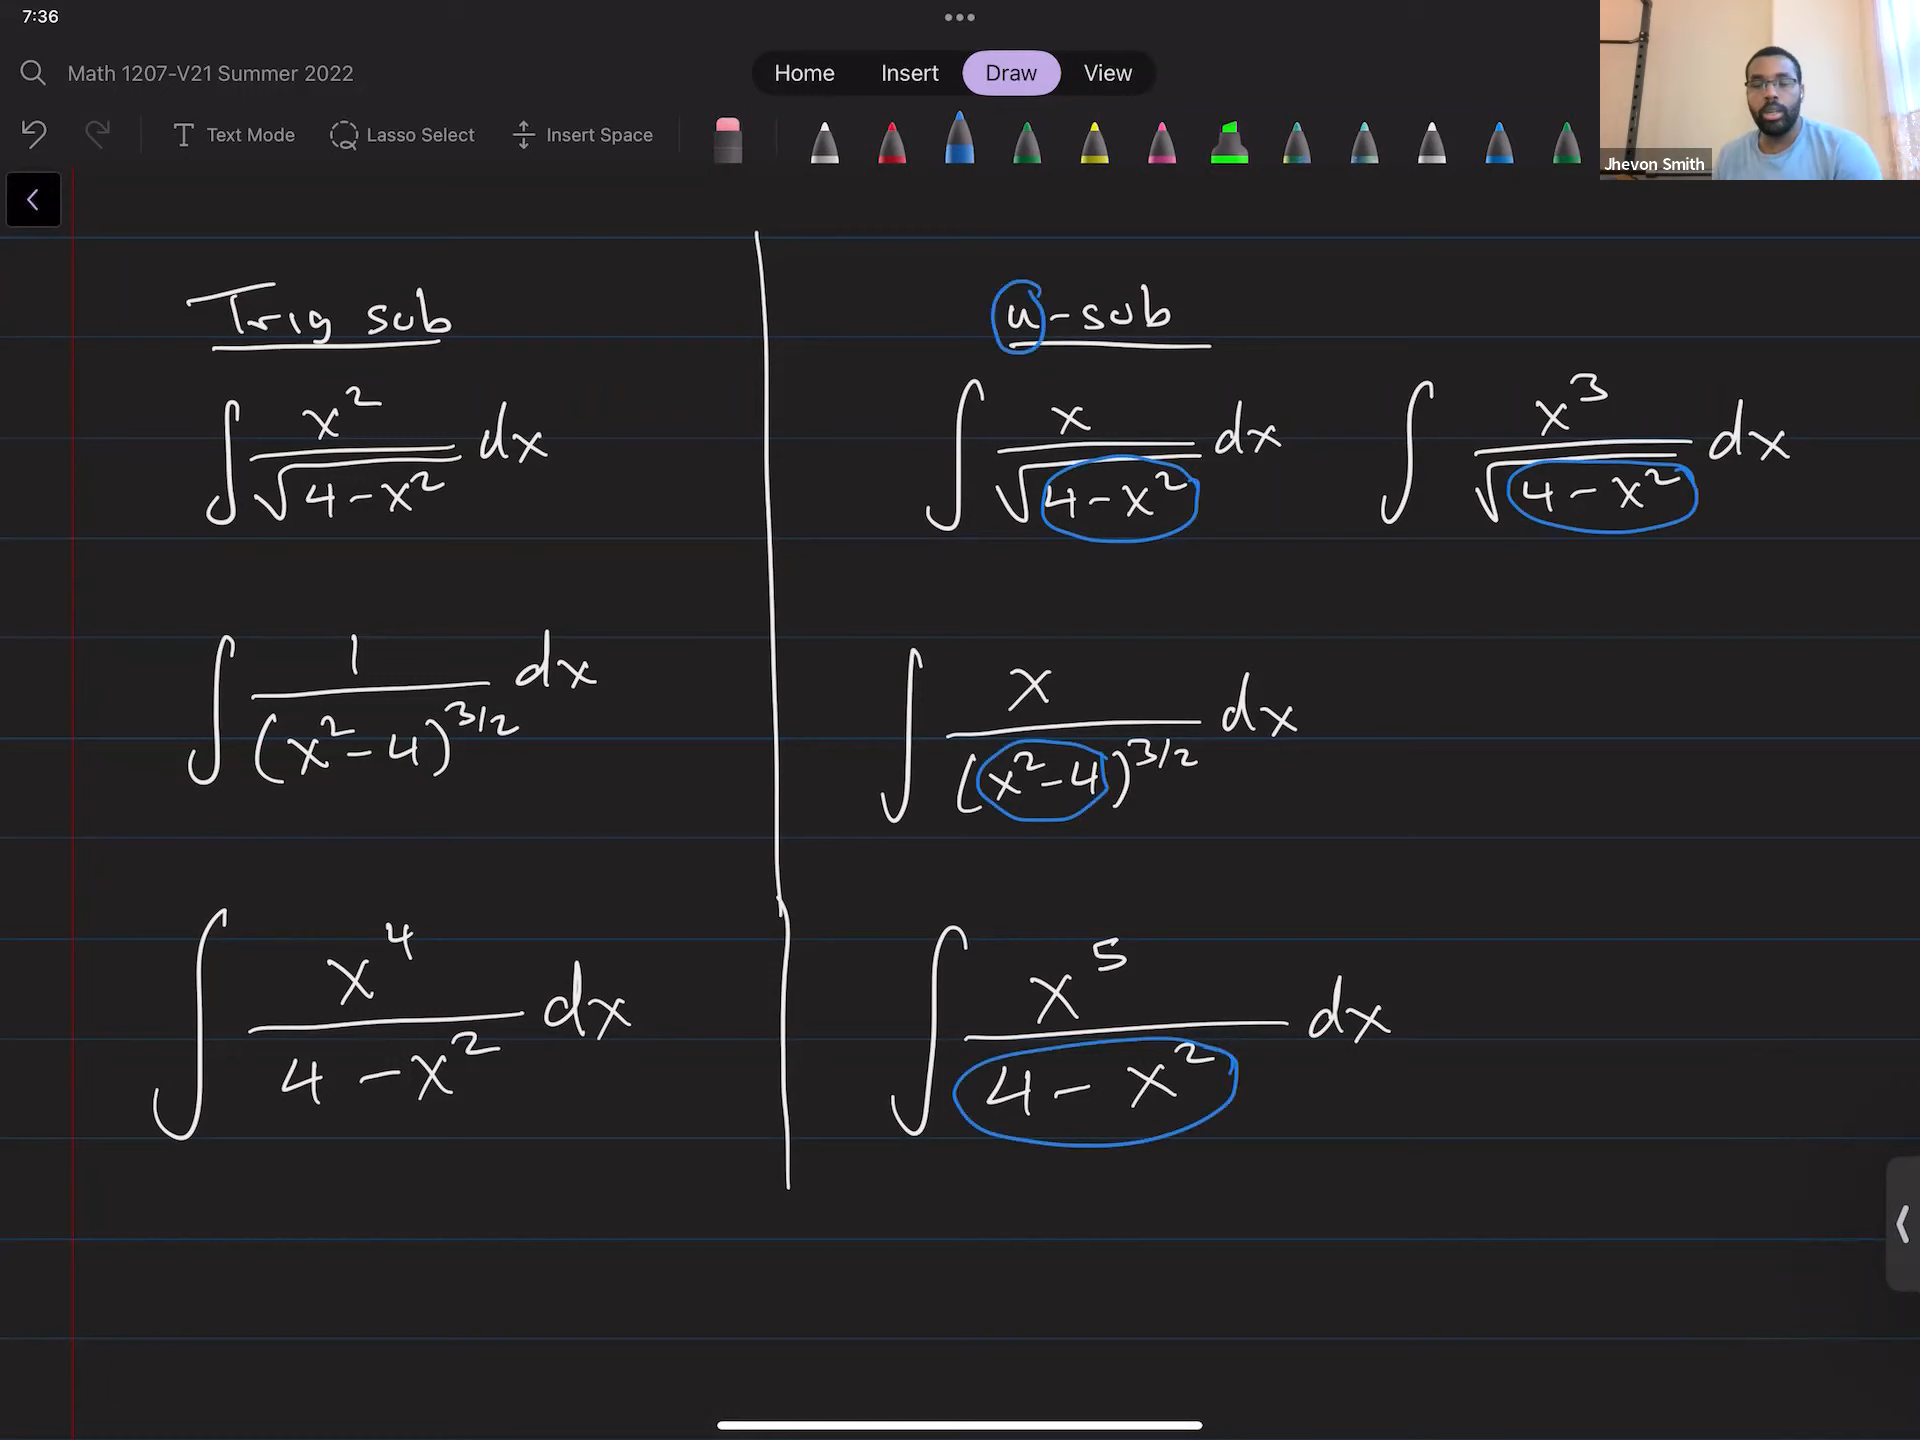 7:36
Math 1207-V21 Summer 2022
Home Insert Draw View
Text Mode Lasso Select Insert Space
Jhevon Smith
Trig sub
∫ x²/√(4-x²) dx
∫ 1/(x²-4)^(3/2) dx
∫ x⁴/(4-x²) dx
u-sub
∫ x/√(4-x²) dx ∫ x³/√(4-x²) dx
∫ x/(x²-4)^(3/2) dx
∫ x⁵/(4-x²) dx